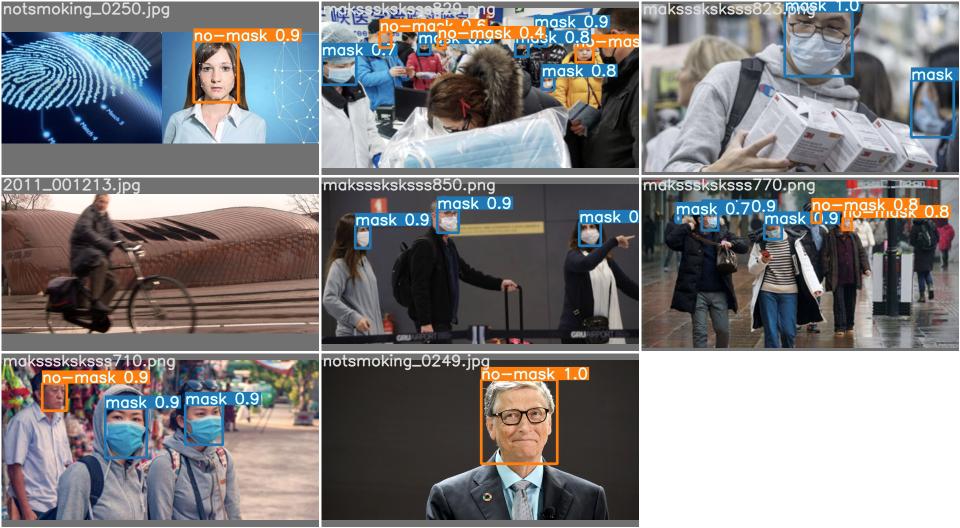 notsmoking_0250.jpg
no-mask 0.9
maksssksksss829.png
mask 0.9
mask 0.7
no-mask 0.4
mask 0.8
no-mas
mask 0.8
maksssksksss823.png
mask 1.0
mask
2011_001213.jpg
maksssksksss850.png
mask 0.9
mask 0.9
mask 0
GRUAIRPORT
GRUAIRPORT
maksssksksss770.png
mask 0.7
0.9
mask 0.9
no-mask 0.8
no-mask 0.8
maksssksksss710.png
no-mask 0.9
mask 0.9
mask 0.9
notsmoking_0249.jpg
no-mask 1.0